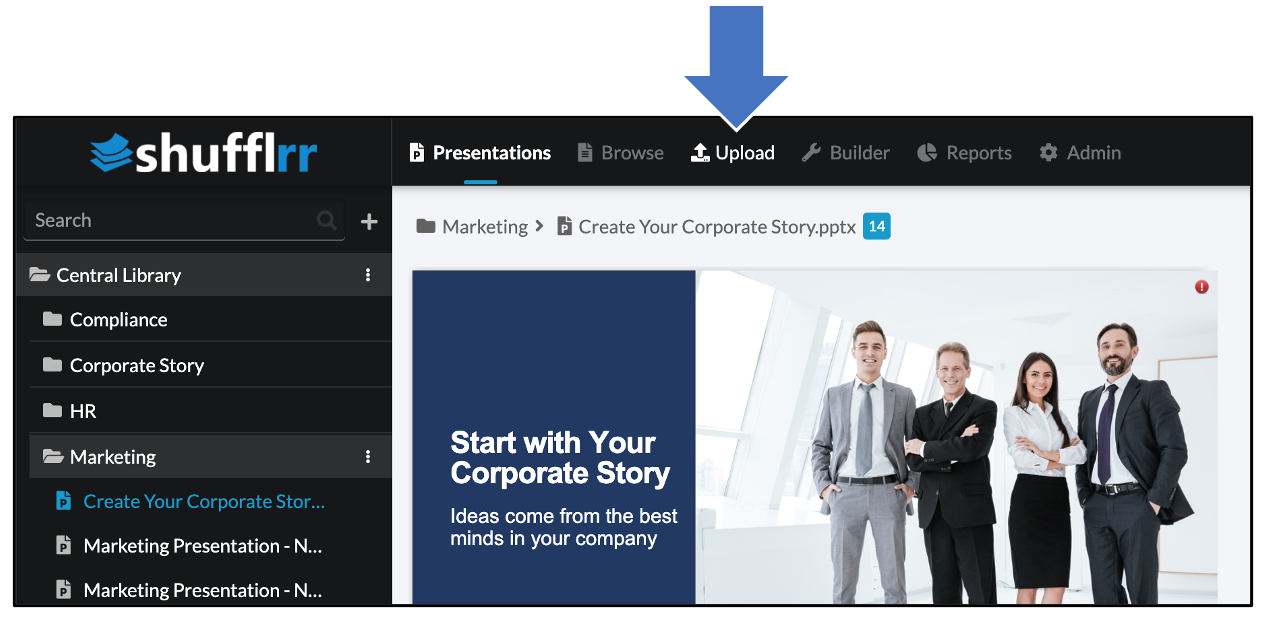 shufflrr
Presentations Browse Upload Builder Reports Admin
Search
Marketing Create Your Corporate Story.pptx 14
Central Library
Compliance
Corporate Story
HR
Marketing
Create Your Corporate Stor...
Marketing Presentation - N...
Marketing Presentation - N...
Start with Your
Corporate Story
Ideas come from the best
minds in your company